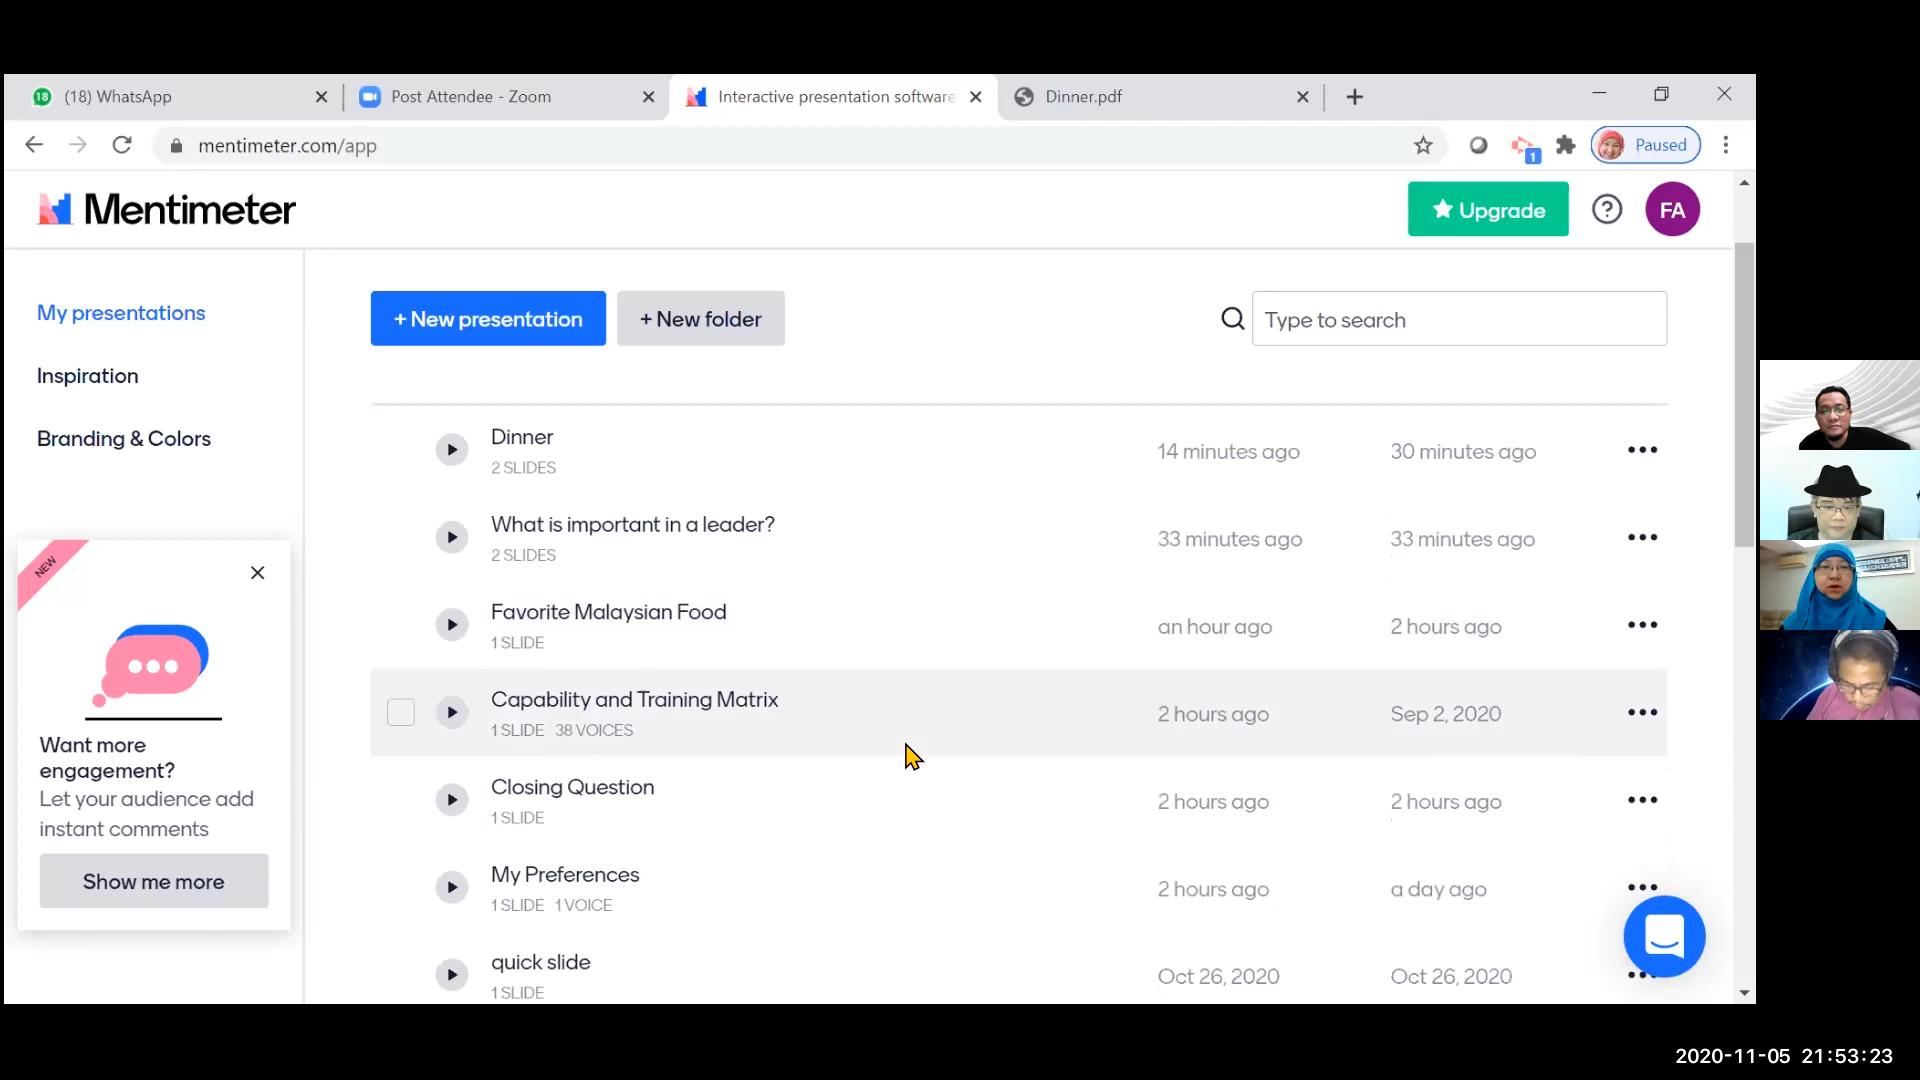 18 (18) WhatsApp Post Attendee - Zoom Interactive presentation software Dinner.pdf
mentimeter.com/app 1 Paused
Mentimeter Upgrade ? FA
My presentations
Inspiration
Branding & Colors
+ New presentation + New folder Type to search
Dinner 14 minutes ago 30 minutes ago
2 SLIDES
What is important in a leader? 33 minutes ago 33 minutes ago
2 SLIDES
Favorite Malaysian Food an hour ago 2 hours ago
1 SLIDE
Capability and Training Matrix 2 hours ago Sep 2, 2020
1 SLIDE 38 VOICES
Closing Question 2 hours ago 2 hours ago
1 SLIDE
My Preferences 2 hours ago a day ago
1 SLIDE 1 VOICE
quick slide Oct 26, 2020 Oct 26, 2020
1 SLIDE
NEW
Want more
engagement?
Let your audience add
instant comments
Show me more
2020-11-05 21:53:23